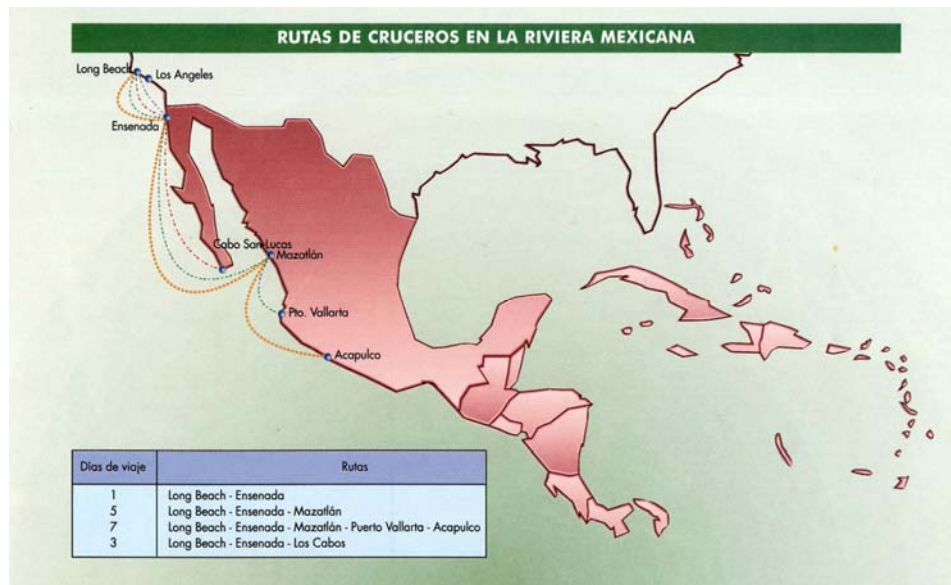 RUTAS DE CRUCEROS EN LA RIVIERA MEXICANA
Long Beach
Los Angeles
Ensenada
Cabo San Lucas
Mazatlán
Pto. Vallarta
Acapulco
Días de viaje Rutas
1 Long Beach - Ensenada
5 Long Beach - Ensenada - Mazatlán
7 Long Beach - Ensenada - Mazatlán - Puerto Vallarta - Acapulco
3 Long Beach - Ensenada - Los Cabos